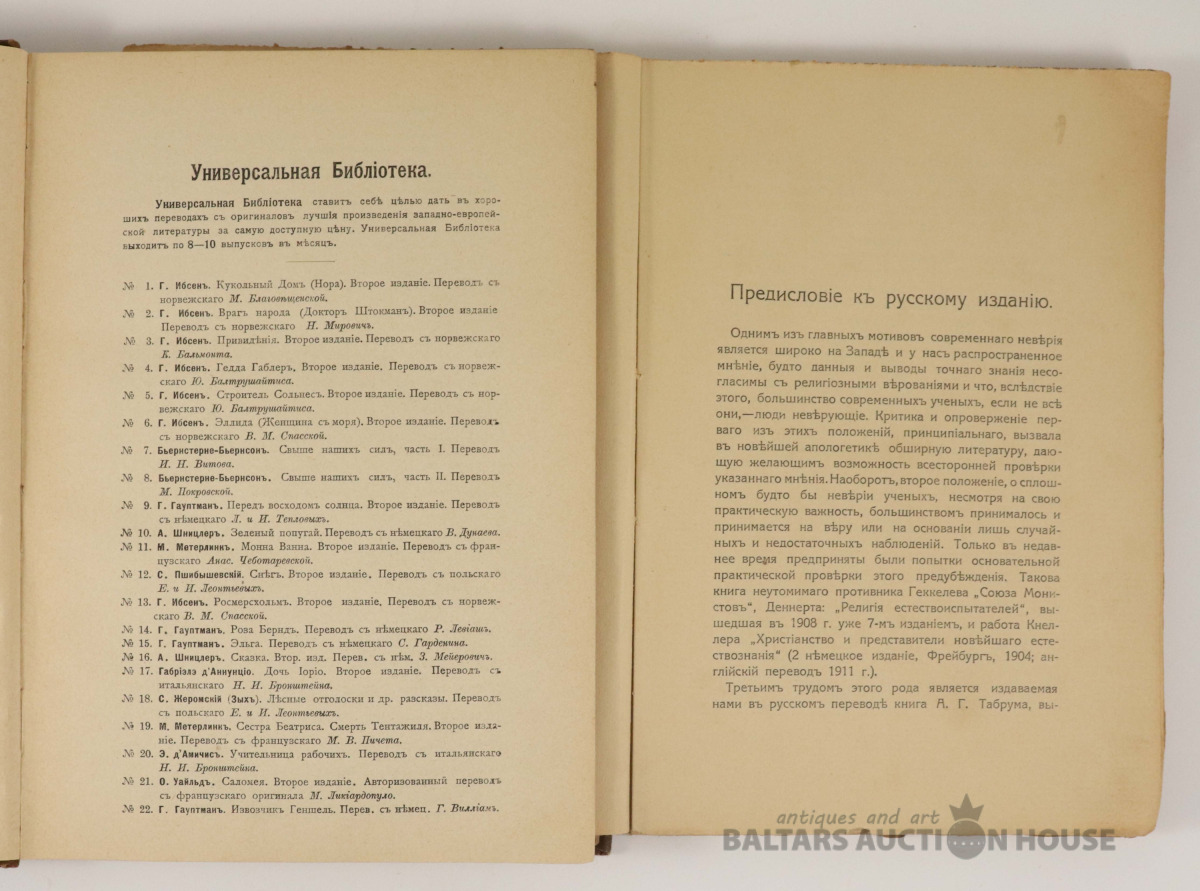 Универсальная Библіотека.
Универсальная Библіотека ставитъ себѣ цѣлью дать въ хоро-
шихъ переводахъ съ оригиналовъ лучшія произведенія западно-европей-
ской литературы за самую доступную цѣну. Универсальная Библіотека
выходитъ по 8—10 выпусковъ въ мѣсяцъ.
№ 1. Г. Ибсенъ. Кукольный Домъ (Нора). Второе изданіе. Переводъ съ
норвежскаго М. Благовѣщенской.
№ 2. Г. Ибсенъ. Врагъ народа (Докторъ Штокманъ). Второе изданіе
Переводъ съ норвежскаго Н. Мировичъ.
№ 3. Г. Ибсенъ. Привидѣнія. Второе изданіе. Переводъ съ норвежскаго
К. Бальмонта.
№ 4. Г. Ибсенъ. Гедда Габлеръ. Второе изданіе. Переводъ съ норвеж-
скаго Ю. Балтрушайтиса.
№ 5. Г. Ибсенъ. Строитель Сольнесъ. Второе изданіе. Переводъ съ нор-
вежскаго Ю. Балтрушайтиса.
№ 6. Г. Ибсенъ. Эллида (Женщина съ моря). Второе изданіе. Переводъ
съ норвежскаго В. М. Спасской.
№ 7. Бьернстерне-Бьернсонъ. Свыше нашихъ силъ, часть I. Переводъ
И. Н. Витова.
№ 8. Бьернстерне-Бьернсонъ. Свыше нашихъ силъ, часть II. Переводъ
М. Покровской.
№ 9. Г. Гауптманъ. Передъ восходомъ солнца. Второе изданіе. Переводъ
съ нѣмецкаго Л. и И. Тепловыхъ.
№ 10. А. Шницлеръ. Зеленый попугай. Переводъ съ нѣмецкаго В. Дунаева.
№ 11. М. Метерлинкъ. Монна Ванна. Второе изданіе. Переводъ съ фран-
цузскаго Анас. Чеботаревской.
№ 12. С. Пшибышевскій. Снѣгъ. Второе изданіе. Переводъ съ польскаго
Е. и И. Леонтьевыхъ.
№ 13. Г. Ибсенъ. Росмерсхольмъ. Второе изданіе. Переводъ съ норвеж-
скаго В. М. Спасской.
№ 14. Г. Гауптманъ. Роза Берндъ. Переводъ съ нѣмецкаго Р. Левіашъ.
№ 15. Г. Гауптманъ. Эльга. Переводъ съ нѣмецкаго С. Гарденина.
№ 16. А. Шницлеръ. Сказка. Втор. изд. Перев. съ нѣм. З. Мейеровичъ.
№ 17. Габріэлэ д'Аннунціо. Дочь Іоріо. Второе изданіе. Переводъ съ
итальянскаго Н. И. Бронштейна.
№ 18. С. Жеромскій (Зыхъ). Лѣсные отголоски и др. разсказы. Переводъ
съ польскаго Е. и И. Леонтьевыхъ.
№ 19. М. Метерлинкъ. Сестра Беатриса. Смерть Тентажиля. Второе изда-
ніе. Переводъ съ французскаго М. В. Пичета.
№ 20. Э. д'Амичисъ. Учительница рабочихъ. Переводъ съ итальянскаго
Н. И. Бронштейна.
№ 21. О. Уайльдъ. Саломея. Второе изданіе. Авторизованный переводъ
съ французскаго оригинала М. Ликіардопуло.
№ 22. Г. Гауптманъ. Извозчикъ Геншель. Перев. съ нѣмец. Г. Вилліамъ.
Предисловіе къ русскому изданію.
Однимъ изъ главныхъ мотивовъ современнаго невѣрія
является широко на Западѣ и у насъ распространенное
мнѣніе, будто данныя и выводы точнаго знанія несо-
гласимы съ религіозными вѣрованіями и что, вслѣдствіе
этого, большинство современныхъ ученыхъ, если не всѣ
они,—люди невѣрующіе. Критика и опроверженіе пер-
ваго изъ этихъ положеній, принципіальнаго, вызвала
въ новѣйшей апологетикѣ обширную литературу, даю-
щую желающимъ возможность всесторонней провѣрки
указаннаго мнѣнія. Наоборотъ, второе положеніе, о сплош-
номъ будто бы невѣріи ученыхъ, несмотря на свою
практическую важность, большинствомъ принималось и
принимается на вѣру или на основаніи лишь случай-
ныхъ и недостаточныхъ наблюденій. Только въ недав-
нее время предприняты были попытки основательной
практической провѣрки этого предубѣжденія. Такова
книга неутомимаго противника Геккелева „Союза Мони-
стовъ“, Деннерта: „Религія естествоиспытателей“, вы-
шедшая въ 1908 г. уже 7-мъ изданіемъ, и работа Кнел-
лера „Христіанство и представители новѣйшаго есте-
ствознанія“ (2 нѣмецкое изданіе, Фрейбургъ, 1904; ан-
глійскій переводъ 1911 г.).
Третьимъ трудомъ этого рода является издаваемая
нами въ русскомъ переводѣ книга А. Г. Табрума, вы-
antiques and art
BALTARS AUCTION HOUSE